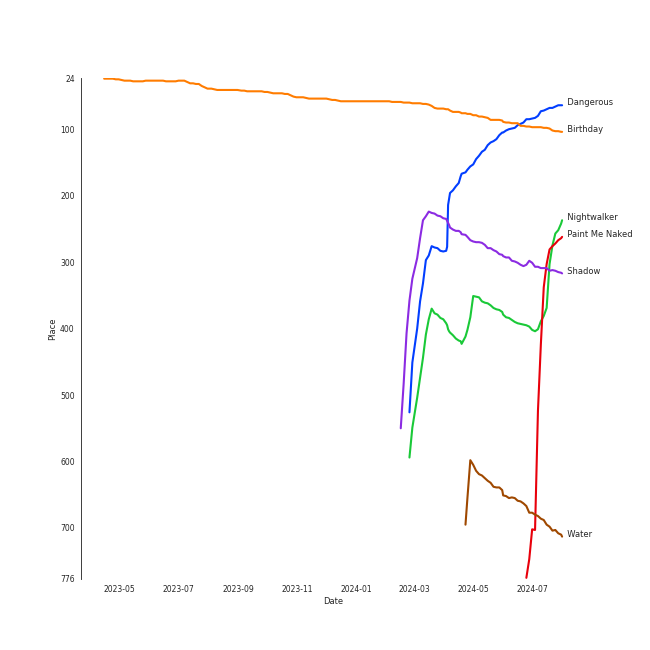 24
100
200
300
400
500
600
700
776
Place
2023-05
2023-07
2023-09
2023-11
2024-01
2024-03
2024-05
2024-07
Date
Dangerous
Birthday
Nightwalker
Paint Me Naked
Shadow
Water